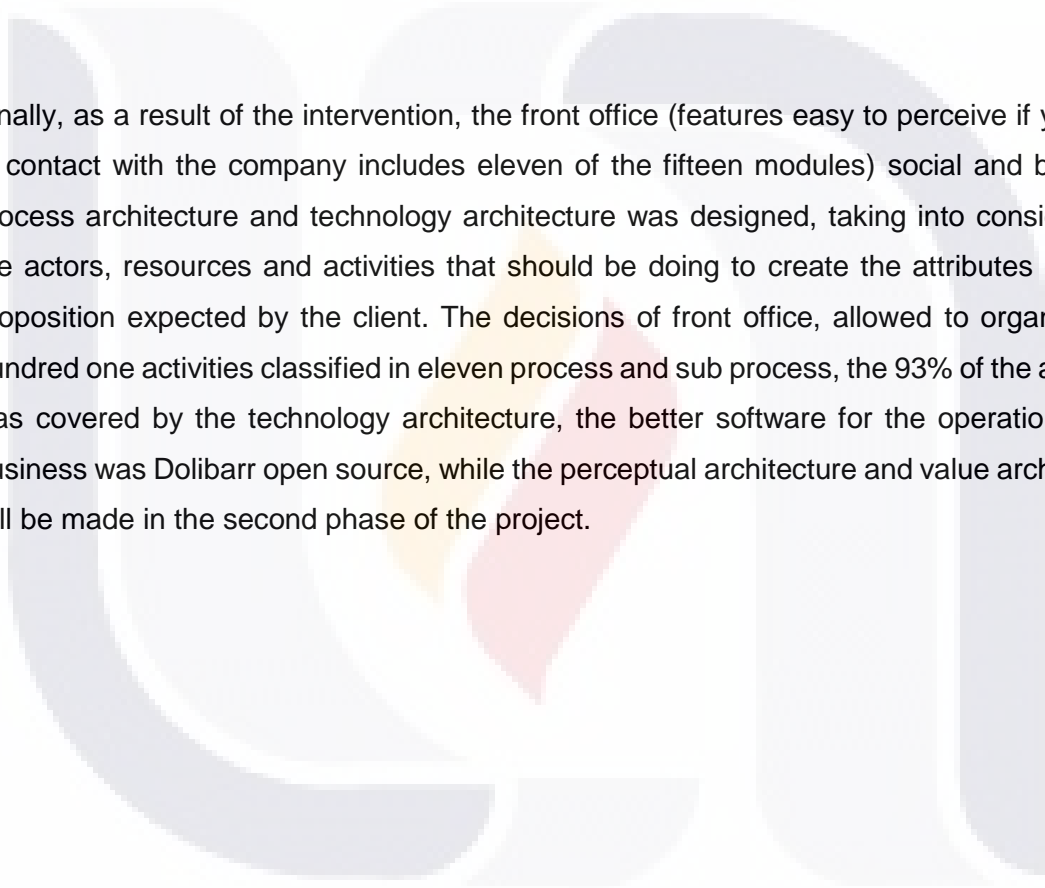 nally, as a result of the intervention, the front office (features easy to perceive if y
contact with the company includes eleven of the fifteen modules) social and b
ocess architecture and technology architecture was designed, taking into consi
e actors, resources and activities that should be doing to create the attributes
oposition expected by the client. The decisions of front office, allowed to organ
undred one activities classified in eleven process and sub process, the 93% of the a
as covered by the technology architecture, the better software for the operatio
usiness was Dolibarr open source, while the perceptual architecture and value arch
ll be made in the second phase of the project.